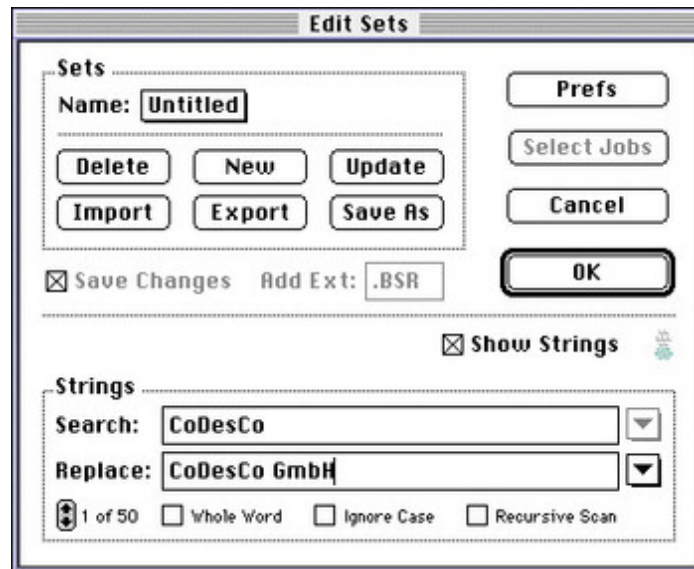 Edit Sets
Sets
Name: Untitled
Prefs
Delete New Update
Select Jobs
Import Export Save As
Cancel
Save Changes Add Ext: .BSR
OK
Show Strings
Strings
Search: CoDesCo
Replace: CoDesCo GmbH
1 of 50 Whole Word Ignore Case Recursive Scan